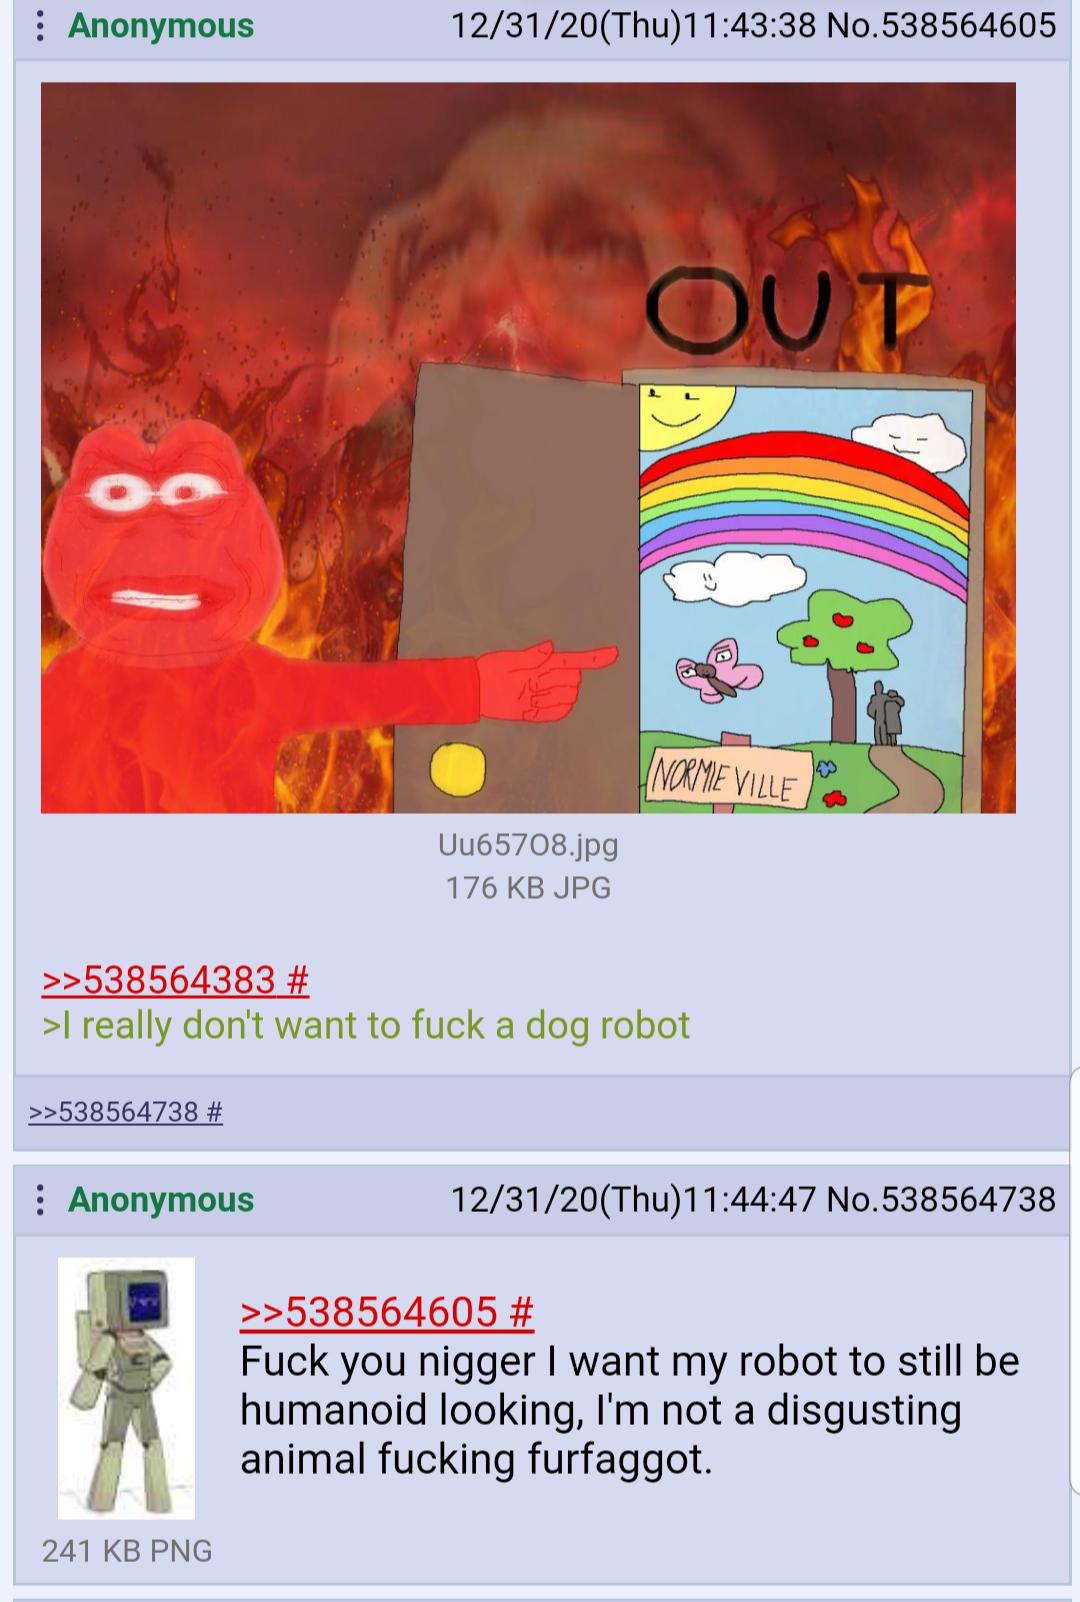 Anonymous 12/31/20(Thu)11:43:38 No.538564605
OUT
NORMIE VILLE
Uu657O8.jpg
176 KB JPG
>>538564383 #
>I really don't want to fuck a dog robot
>>538564738 #
Anonymous 12/31/20(Thu)11:44:47 No.538564738
>>538564605 #
Fuck you nigger I want my robot to still be
humanoid looking, I'm not a disgusting
animal fucking furfaggot.
241 KB PNG